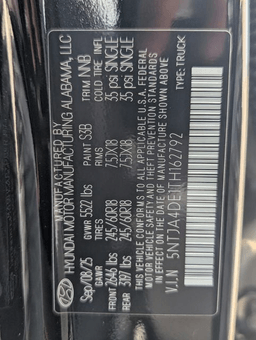 MANUFACTURED BY
HYUNDAI MOTOR MANUFACTURING ALABAMA, LLC
Sep/08/25 GVWR 5522 lbs PAINT S3B TRIM NNB
GAWR TIRES RIMS COLD TIRE INFL
FRONT 2646 lbs 245/60R18 7.5JX18 35 psi SINGLE
REAR 3197 lbs 245/60R18 7.5JX18 35 psi SINGLE
THIS VEHICLE CONFORMS TO ALL APPLICABLE U.S.A. FEDERAL
MOTOR VEHICLE SAFETY AND THEFT PREVENTION STANDARDS
IN EFFECT ON THE DATE OF MANUFACTURE SHOWN ABOVE.
V.I.N TYPE: TRUCK